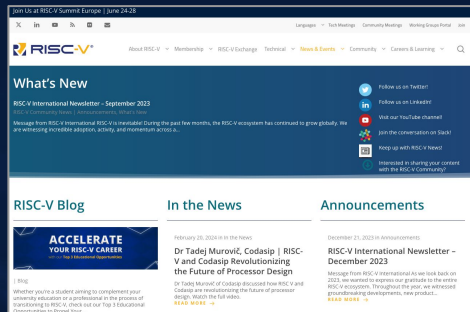 Join Us at RISC-V Summit Europe | June 24-28
Languages Tech Meetings Community Meetings Working Groups Portal
RISC-V®
About RISC-V Membership RISC-V Exchange Technical News & Events Community Careers & Learning
What's New
RISC-V International Newsletter – September 2023
RISC-V Community News | Announcements, What's New
Message from RISC-V International RISC-V is inevitable! During the past few months, the RISC-V ecosystem has continued to grow globally. We
are witnessing incredible adoption, activity, and momentum across a...
Follow us on Twitter!
Follow us on LinkedIn!
Visit our YouTube channel!
Join the conversation on Slack!
Keep up with RISC-V News!
Interested in sharing your content
with the RISC-V Community?
RISC-V Blog
ACCELERATE
YOUR RISC-V CAREER
with our Top 3 Educational Opportunities
| Blog
Whether you're a student aiming to complement your
university education or a professional in the process of
transitioning to RISC-V, check out our Top 3 Educational
Opportunities to Propel Your
In the News
February 20, 2024 in In the News
Dr Tadej Murovič, Codasip | RISC-
V and Codasip Revolutionizing
the Future of Processor Design
Dr Tadej Murovič of Codasip discussed how RISC V and
Codasip are revolutionizing the future of processor
design. Watch the full video.
READ MORE →
Announcements
December 21, 2023 in Announcements
RISC-V International Newsletter –
December 2023
Message from RISC-V International As we look back on
2023, we wanted to express our gratitude to the entire
RISC-V ecosystem. Throughout the year, we witnessed
groundbreaking developments, new product...
READ MORE →